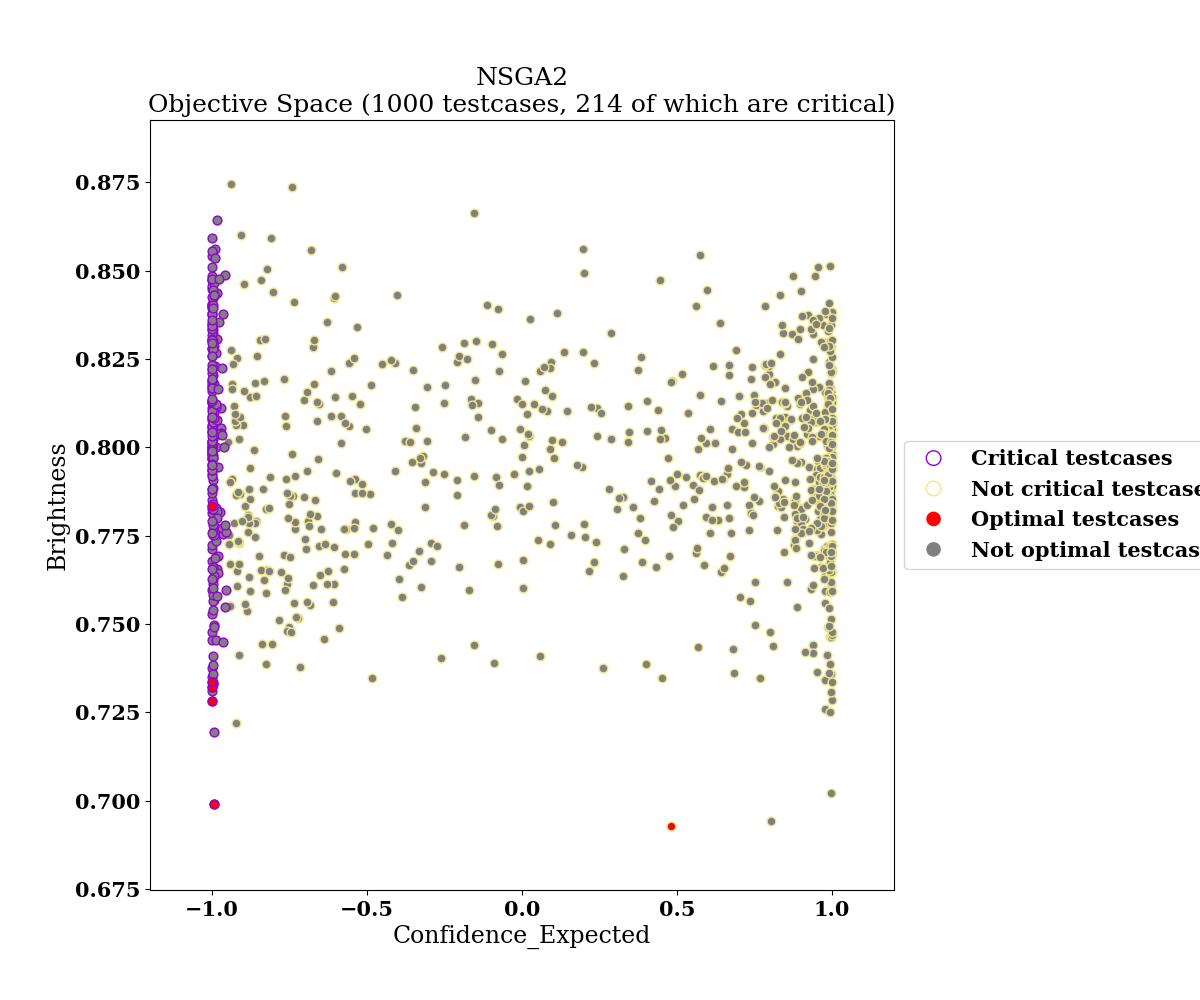 NSGA2
Objective Space (1000 testcases, 214 of which are critical)
0.875
0.850
0.825
0.800
0.775
0.750
0.725
0.700
0.675
Brightness
−1.0
−0.5
0.0
0.5
1.0
Confidence_Expected
Critical testcases
Not critical testcase
Optimal testcases
Not optimal testcas